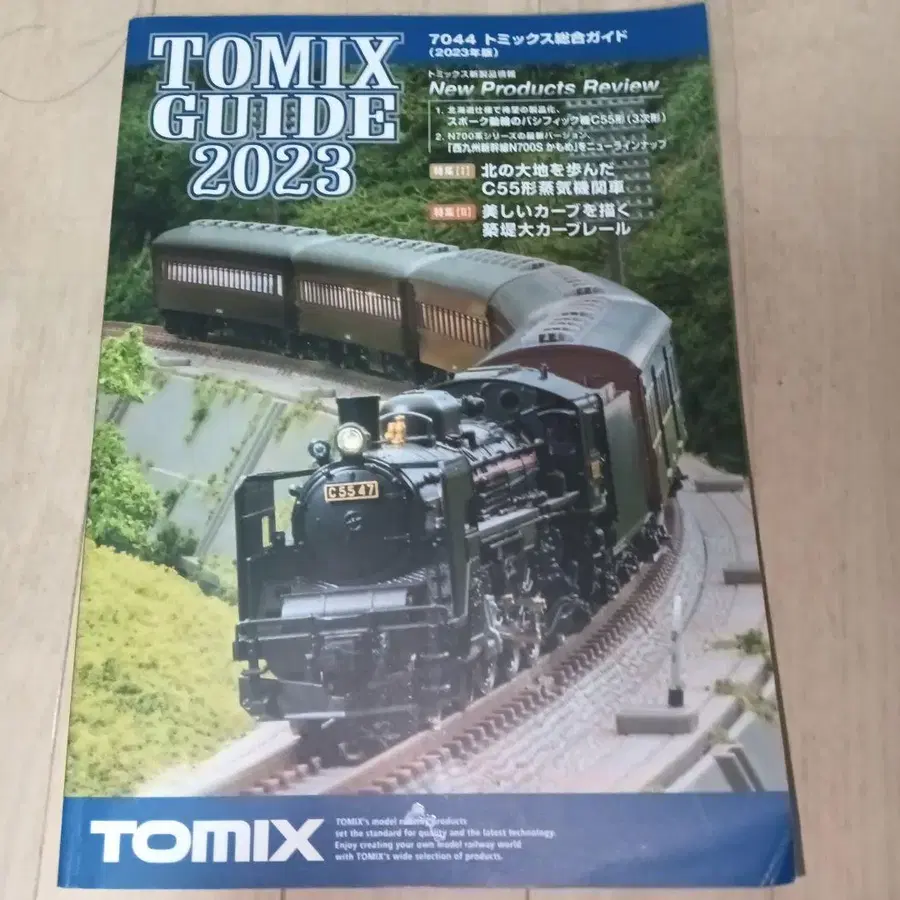 TOMIX
GUIDE
2023
7044 トミックス総合ガイド
(2023年版)
トミックス新製品情報
New Products Review
1. 北海道仕様で待望の製品化、
スポーク動輪のパシフィック機C55形(3次形)
2. N700系シリーズの最新バージョン、
「西九州新幹線N700S かもめ」をニューラインナップ
特集[I] 北の大地を歩んだ
C55形蒸気機関車
特集[II] 美しいカーブを描く
築堤大カーブレール
C5547
TOMIX
TOMIX's model railway products
set the standard for quality and the latest technology.
Enjoy creating your own model railway world
with TOMIX's wide selection of products.